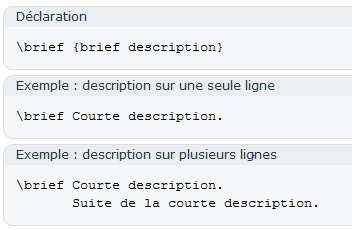 Déclaration
\brief {brief description}
Exemple : description sur une seule ligne
\brief Courte description.
Exemple : description sur plusieurs lignes
\brief Courte description.
Suite de la courte description.